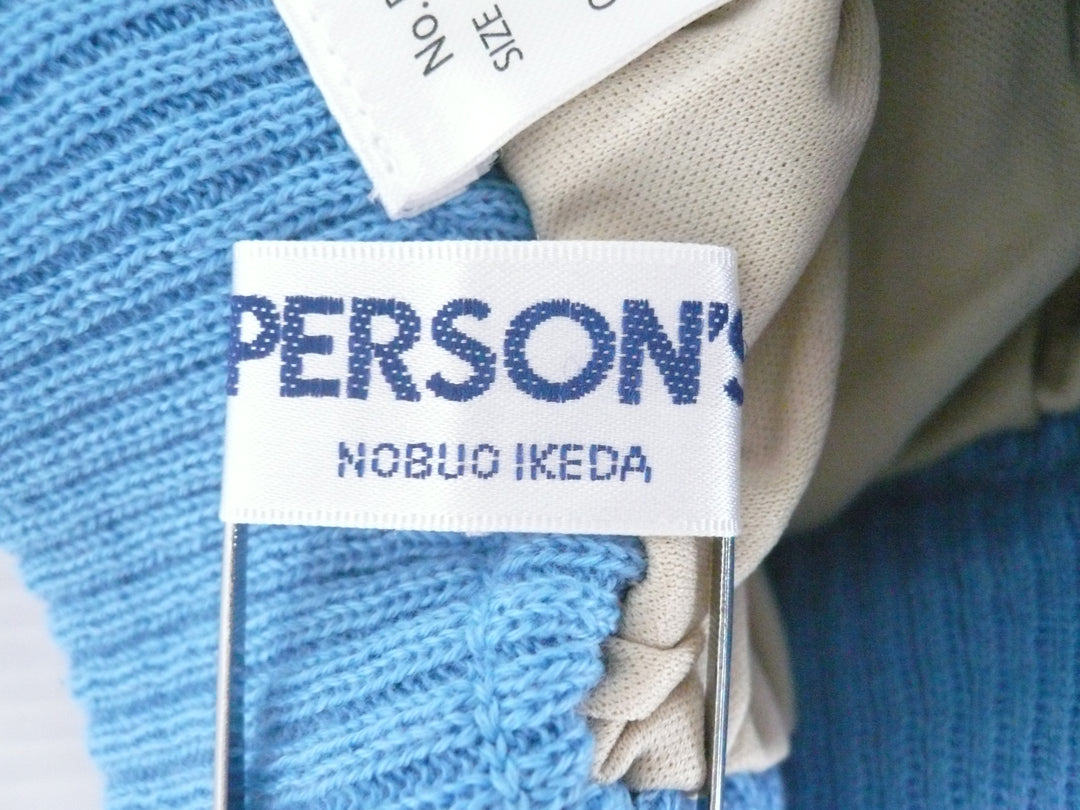 No.
SIZE
PERSON'S
NOBUO IKEDA